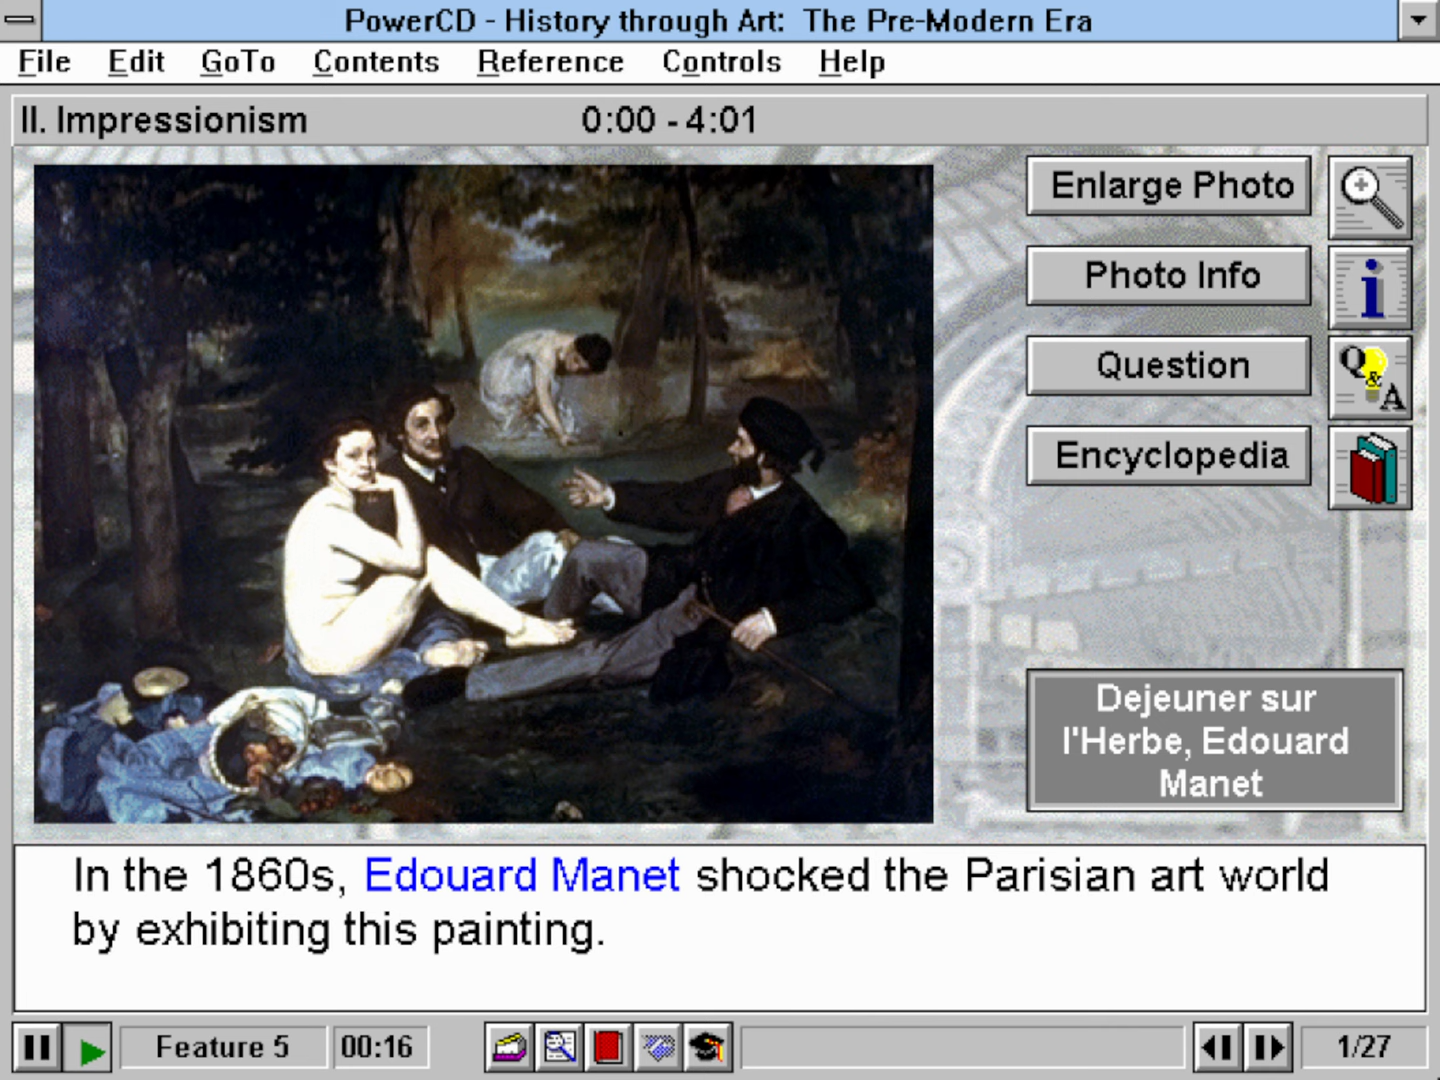 PowerCD - History through Art:  The Pre-Modern Era
File Edit GoTo Contents Reference Controls Help
II. Impressionism 0:00 - 4:01
Enlarge Photo
Photo Info
i
Question
Q&A
Encyclopedia
Dejeuner sur
l'Herbe, Edouard
Manet
In the 1860s, Edouard Manet shocked the Parisian art world
by exhibiting this painting.
Feature 5 00:16 1/27